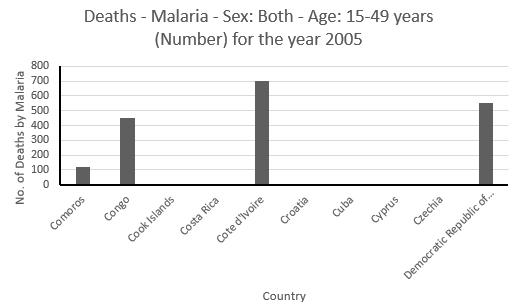 Deaths - Malaria - Sex: Both - Age: 15-49 years
(Number) for the year 2005
No. of Deaths by Malaria
800
700
600
500
400
300
200
100
0
Comoros
Congo
Cook Islands
Costa Rica
Cote d'Ivoire
Croatia
Cuba
Cyprus
Czechia
Democratic Republic of...
Country